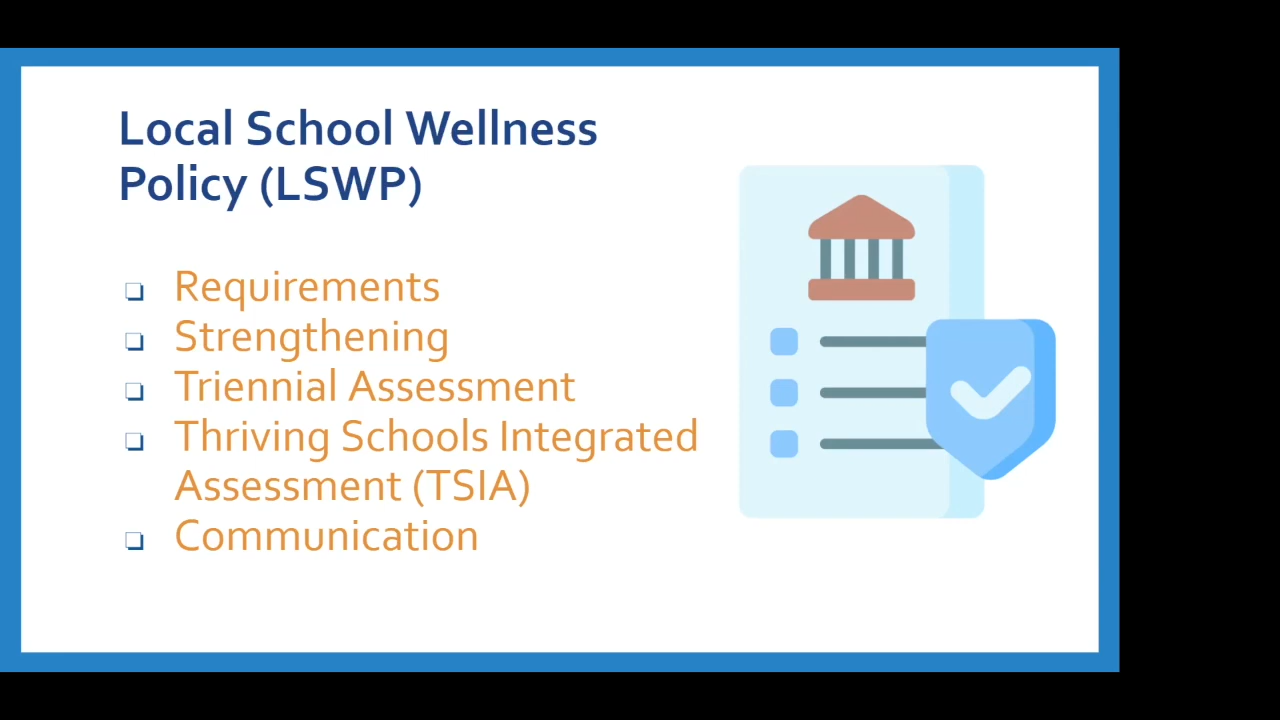 Local School Wellness
Policy (LSWP)
Requirements
Strengthening
Triennial Assessment
Thriving Schools Integrated
Assessment (TSIA)
Communication